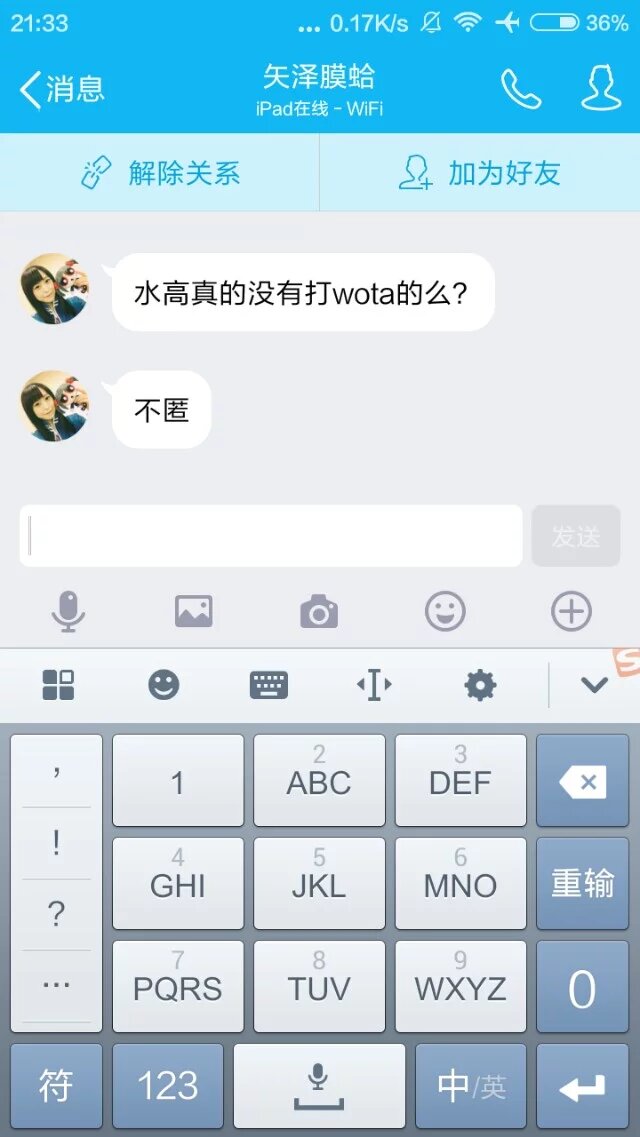 21:33 ... 0.17K/s 36%
消息
矢泽膜蛤
iPad在线 - WiFi
解除关系 加为好友
水高真的没有打wota的么?
不匿
发送
S
, 1 2 ABC 3 DEF
! 4 GHI 5 JKL 6 MNO 重输
? 7 PQRS 8 TUV 9 WXYZ 0
...
符 123 中/英